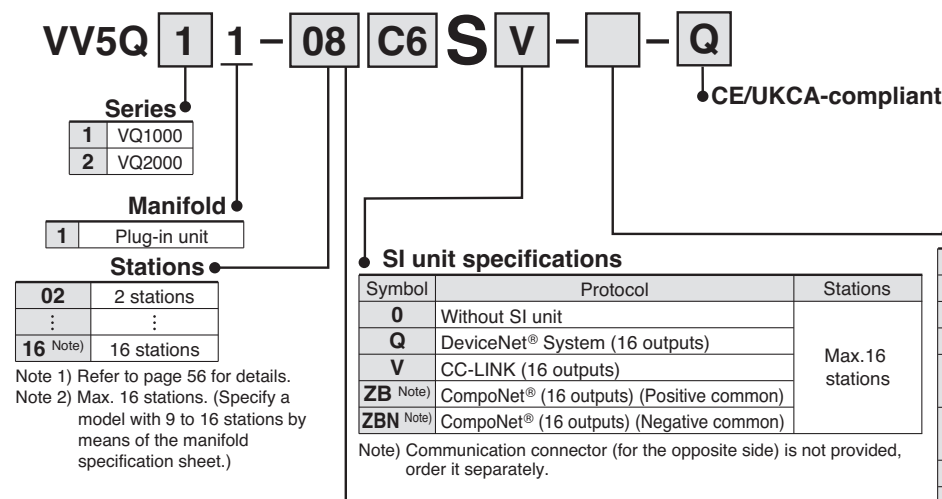 VV5Q 1 1 – 08 C6 S V – – Q
CE/UKCA-compliant
Series
1 VQ1000
2 VQ2000
Manifold
1 Plug-in unit
Stations
02 2 stations
⋮ ⋮
16 Note) 16 stations
Note 1) Refer to page 56 for details.
Note 2) Max. 16 stations. (Specify a
model with 9 to 16 stations by
means of the manifold
specification sheet.)
SI unit specifications
Symbol Protocol Stations
0 Without SI unit
Q DeviceNet® System (16 outputs)
V CC-LINK (16 outputs)
ZB Note) CompoNet® (16 outputs) (Positive common)
ZBN Note) CompoNet® (16 outputs) (Negative common)
Max.16
stations
Note) Communication connector (for the opposite side) is not provided,
order it separately.